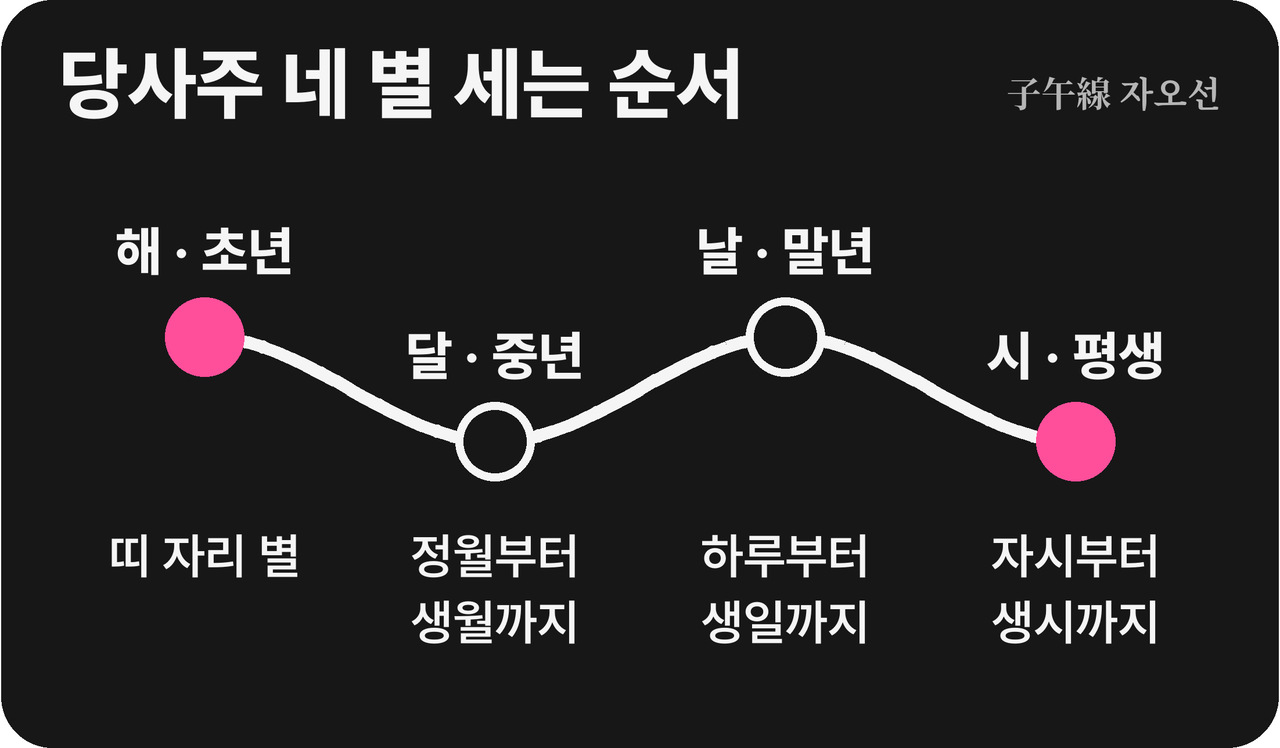 당사주 네 별 세는 순서
子午線 자오선
해 · 초년
달 · 중년
날 · 말년
시 · 평생
띠 자리 별
정월부터
생월까지
하루부터
생일까지
자시부터
생시까지